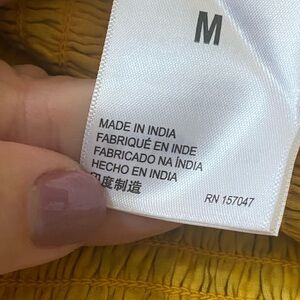 M
MADE IN INDIA
FABRIQUÉ EN INDE
FABRICADO NA ÍNDIA
HECHO EN INDIA
印度制造
RN 157047